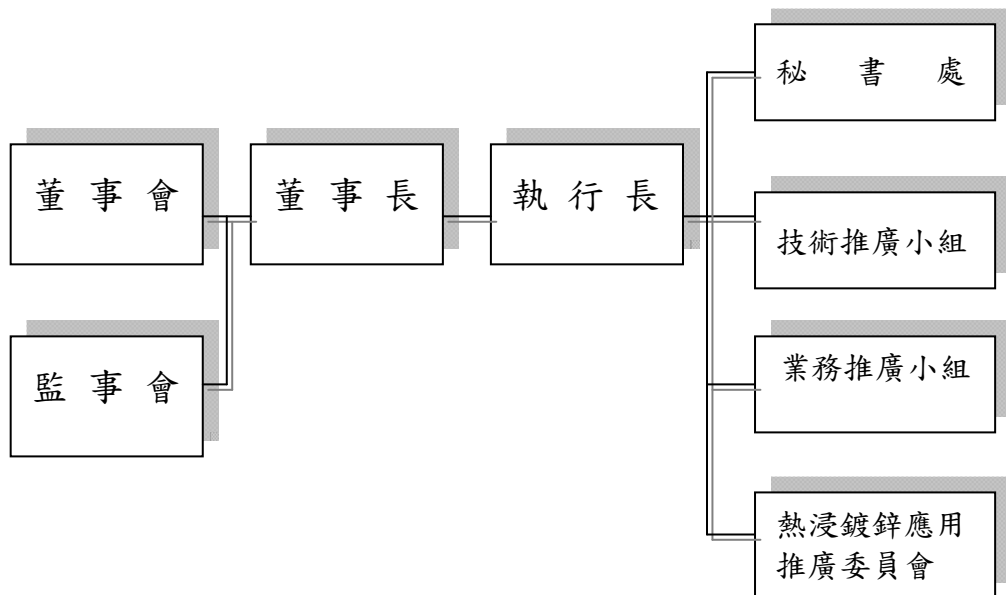 董事會
監事會
董事長
執行長
秘書處
技術推廣小組
業務推廣小組
熱浸鍍鋅應用
推廣委員會